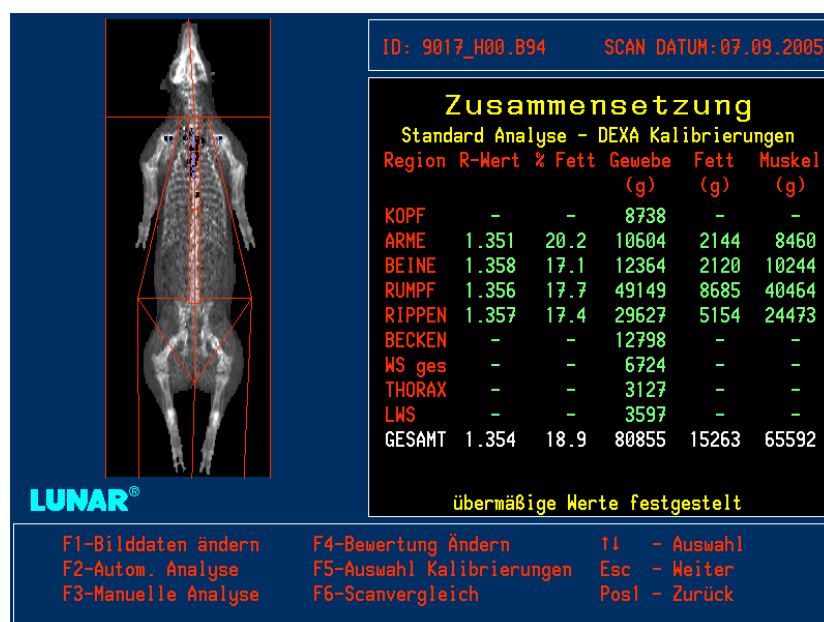 ID: 9017_H00.B94 SCAN DATUM:07.09.2005
Zusammensetzung
Standard Analyse - DEXA Kalibrierungen
Region R-Wert % Fett Gewebe Fett Muskel
(g) (g) (g)
KOPF - - 8738 - -
ARME 1.351 20.2 10604 2144 8460
BEINE 1.358 17.1 12364 2120 10244
RUMPF 1.356 17.7 49149 8685 40464
RIPPEN 1.357 17.4 29627 5154 24473
BECKEN - - 12798 - -
WS ges - - 6724 - -
THORAX - - 3127 - -
LWS - - 3597 - -
GESAMT 1.354 18.9 80855 15263 65592
übermäßige Werte festgestelt
LUNAR®
F1-Bilddaten ändern F4-Bewertung Ändern ↑↓ - Auswahl
F2-Autom. Analyse F5-Auswahl Kalibrierungen Esc - Weiter
F3-Manuelle Analyse F6-Scanvergleich Pos1 - Zurück